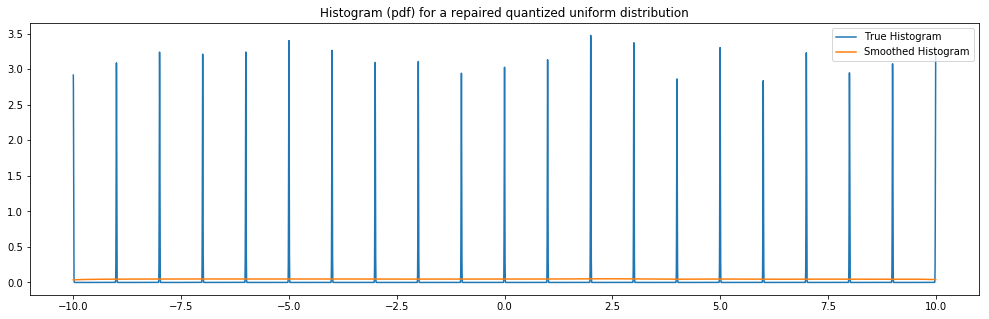 Histogram (pdf) for a repaired quantized uniform distribution
True Histogram
Smoothed Histogram
3.5
3.0
2.5
2.0
1.5
1.0
0.5
0.0
−10.0 −7.5 −5.0 −2.5 0.0 2.5 5.0 7.5 10.0